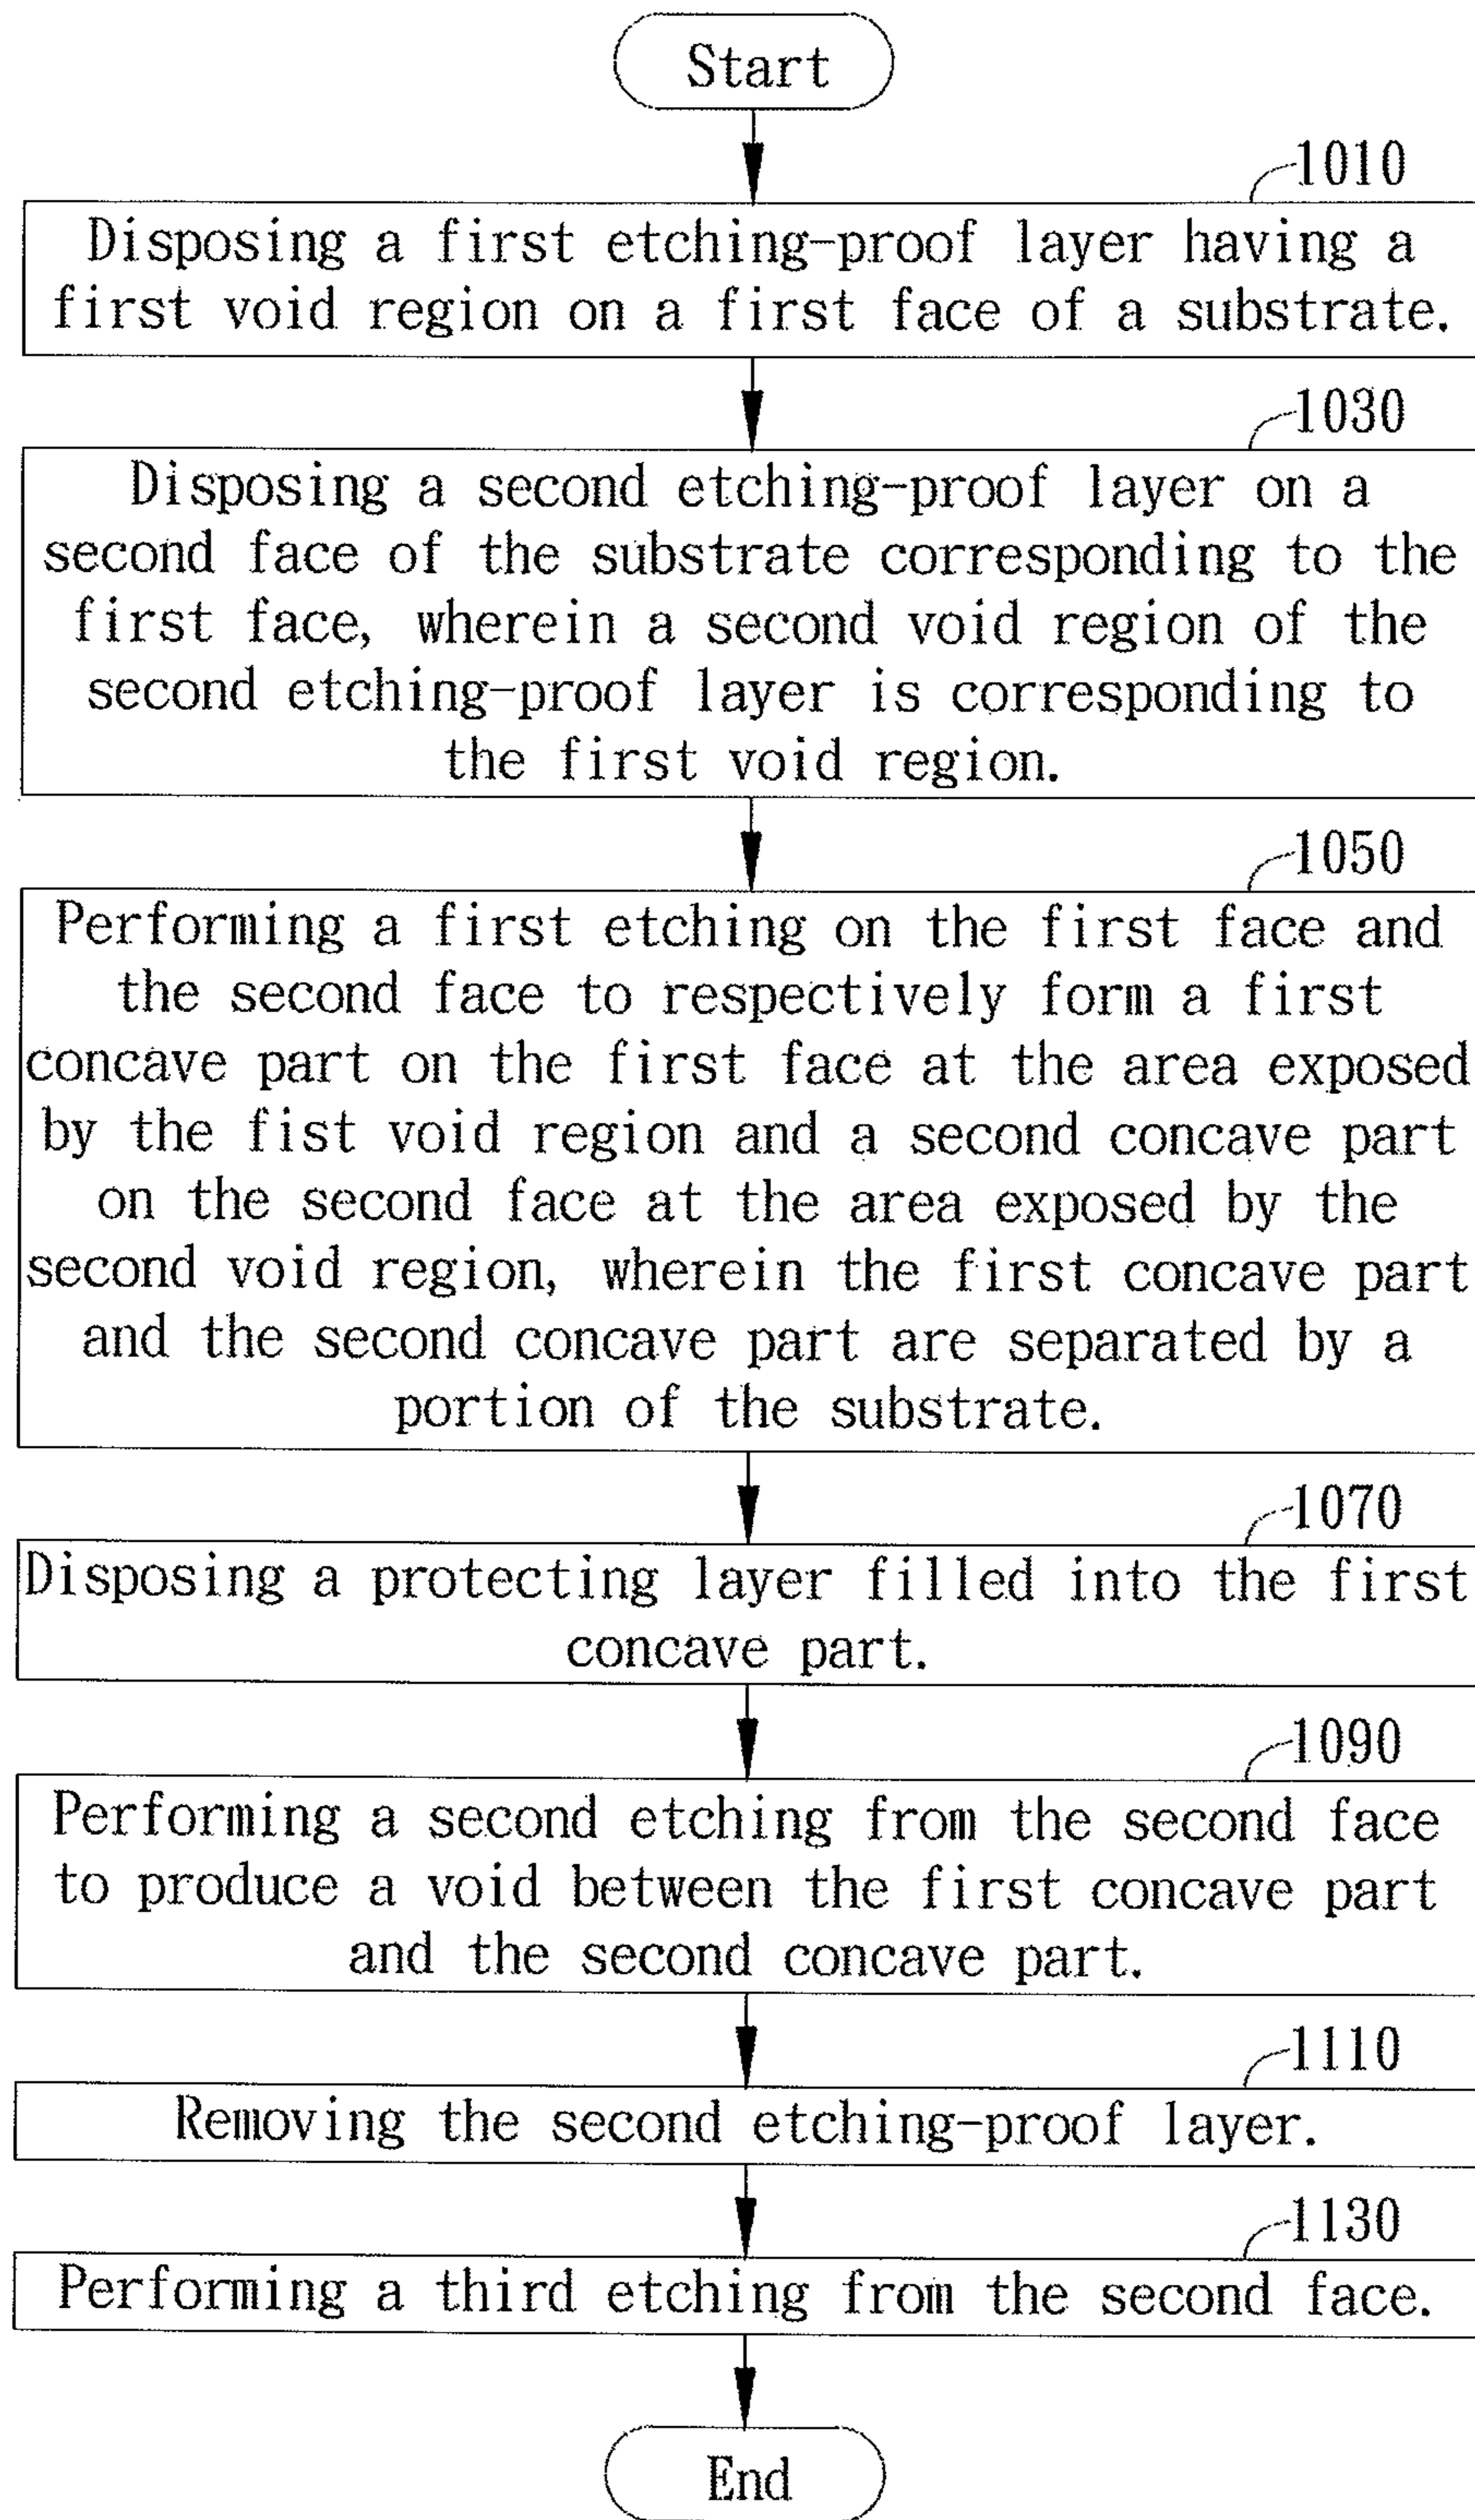 Start
1010
Disposing a first etching-proof layer having a
first void region on a first face of a substrate.
1030
Disposing a second etching-proof layer on a
second face of the substrate corresponding to the
first face, wherein a second void region of the
second etching-proof layer is corresponding to
the first void region.
1050
Performing a first etching on the first face and
the second face to respectively form a first
concave part on the first face at the area exposed
by the fist void region and a second concave part
on the second face at the area exposed by the
second void region, wherein the first concave part
and the second concave part are separated by a
portion of the substrate.
1070
Disposing a protecting layer filled into the first
concave part.
1090
Performing a second etching from the second face
to produce a void between the first concave part
and the second concave part.
1110
Removing the second etching-proof layer.
1130
Performing a third etching from the second face.
End